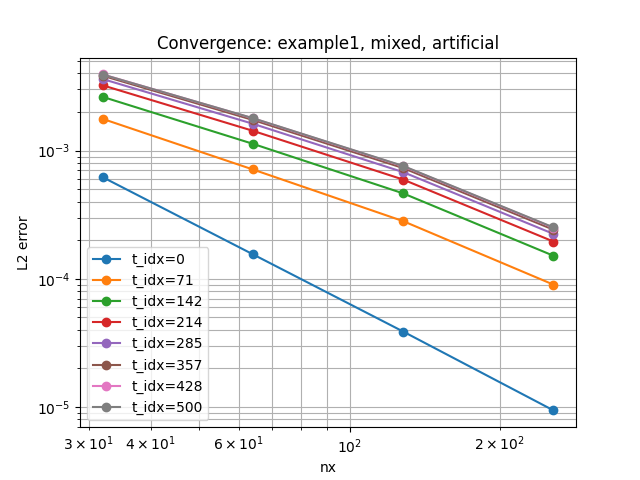 Convergence: example1, mixed, artificial
L2 error
10⁻³
10⁻⁴
10⁻⁵
t_idx=0
t_idx=71
t_idx=142
t_idx=214
t_idx=285
t_idx=357
t_idx=428
t_idx=500
3 × 10¹
4 × 10¹
6 × 10¹
10²
2 × 10²
nx